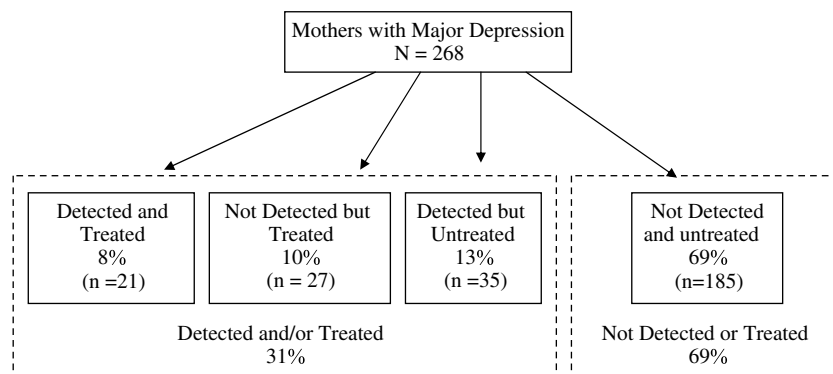 Mothers with Major Depression
N = 268
Detected and
Treated
8%
(n =21)
Not Detected but
Treated
10%
(n = 27)
Detected but
Untreated
13%
(n =35)
Not Detected
and untreated
69%
(n=185)
Detected and/or Treated
31%
Not Detected or Treated
69%